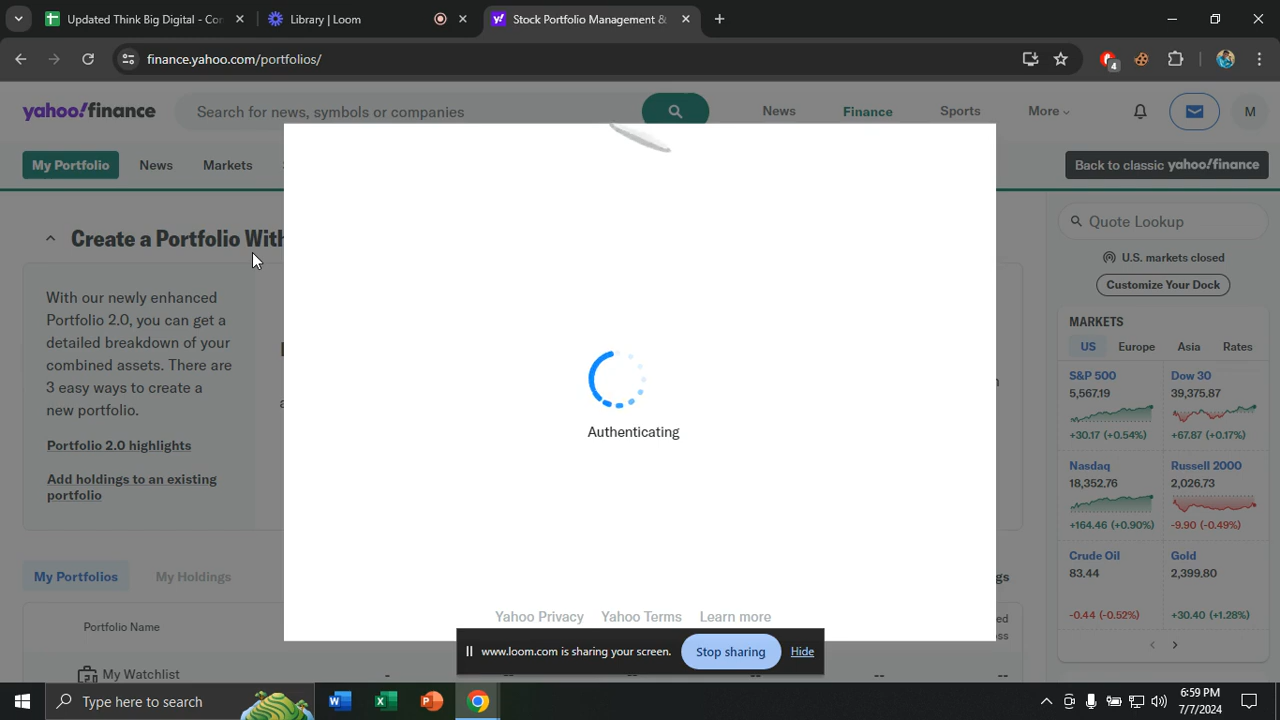 Updated Think Big Digital - Cor
Library | Loom
Stock Portfolio Management &
finance.yahoo.com/portfolios/
4
yahoo!finance
Search for news, symbols or companies
News
Finance
Sports
More
M
My Portfolio
News
Markets
Back to classic yahoo!finance
Create a Portfolio With
Quote Lookup
U.S. markets closed
Customize Your Dock
With our newly enhanced
Portfolio 2.0, you can get a
detailed breakdown of your
combined assets. There are
3 easy ways to create a
new portfolio.
Portfolio 2.0 highlights
Add holdings to an existing
portfolio
MARKETS
US Europe Asia Rates
S&P 500
5,567.19
+30.17 (+0.54%)
Dow 30
39,375.87
+67.87 (+0.17%)
Nasdaq
18,352.76
+164.46 (+0.90%)
Russell 2000
2,026.73
-9.90 (-0.49%)
Crude Oil
83.44
-0.44 (-0.52%)
Gold
2,399.80
+30.40 (+1.28%)
Authenticating
Yahoo Privacy Yahoo Terms Learn more
My Portfolios
My Holdings
gs
Portfolio Name
My Watchlist
- -- -- -- -- --
www.loom.com is sharing your screen.
Stop sharing
Hide
Type here to search
6:59 PM
7/7/2024